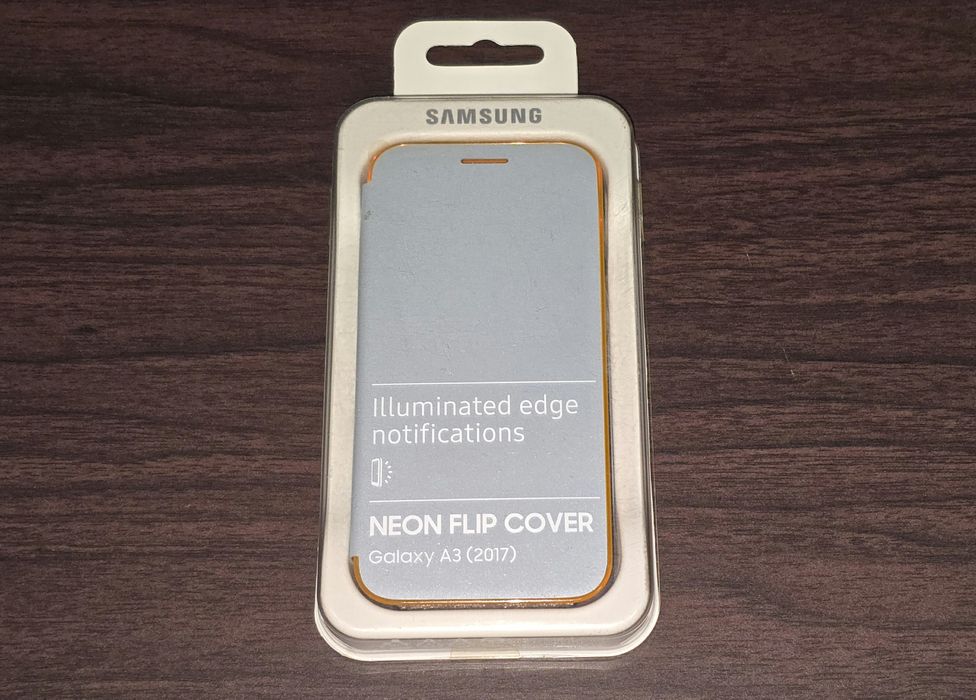 SAMSUNG
Illuminated edge
notifications
NEON FLIP COVER
Galaxy A3 (2017)